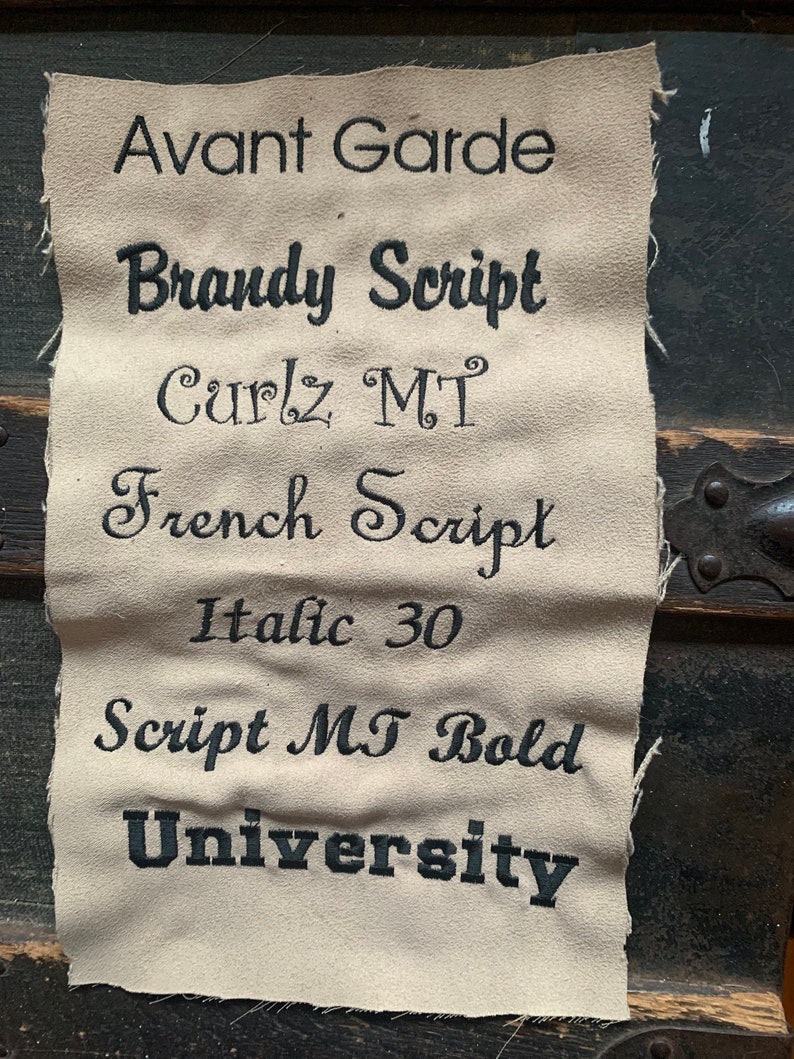 Avant Garde
Brandy Script
Curlz MT
French Script
Italic 30
Script MT Bold
University